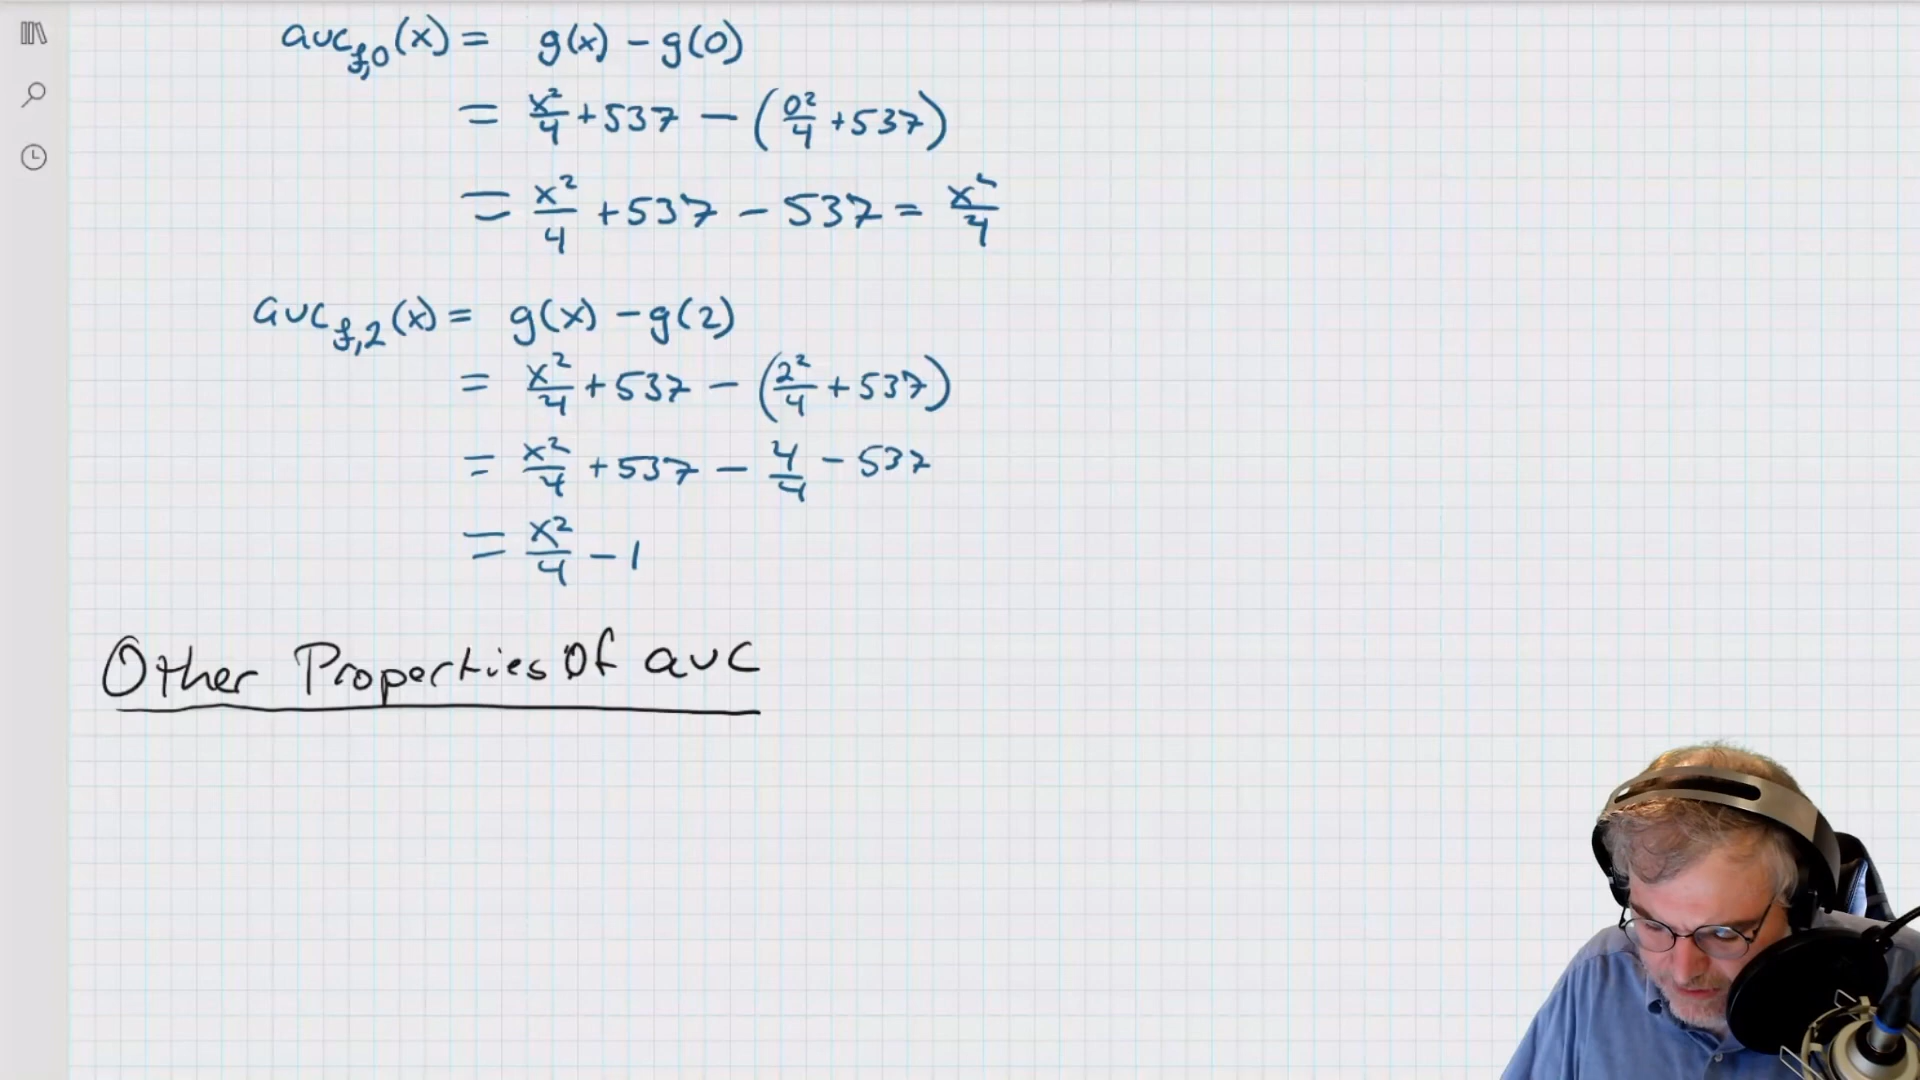 auc_{f,0}(x) = g(x) - g(0)
= x²/4 + 537 - (0²/4 + 537)
= x²/4 + 537 - 537 = x²/4
auc_{f,2}(x) = g(x) - g(2)
= x²/4 + 537 - (2²/4 + 537)
= x²/4 + 537 - 4/4 - 537
= x²/4 - 1
Other Properties Of auc